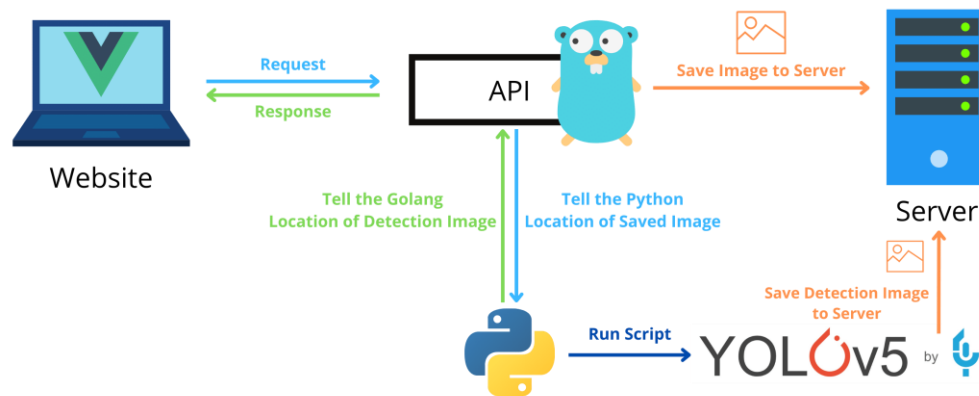 Request
Response
Website
API
Save Image to Server
Server
Tell the Golang
Location of Detection Image
Tell the Python
Location of Saved Image
Save Detection Image
to Server
Run Script
YOLOv5 by